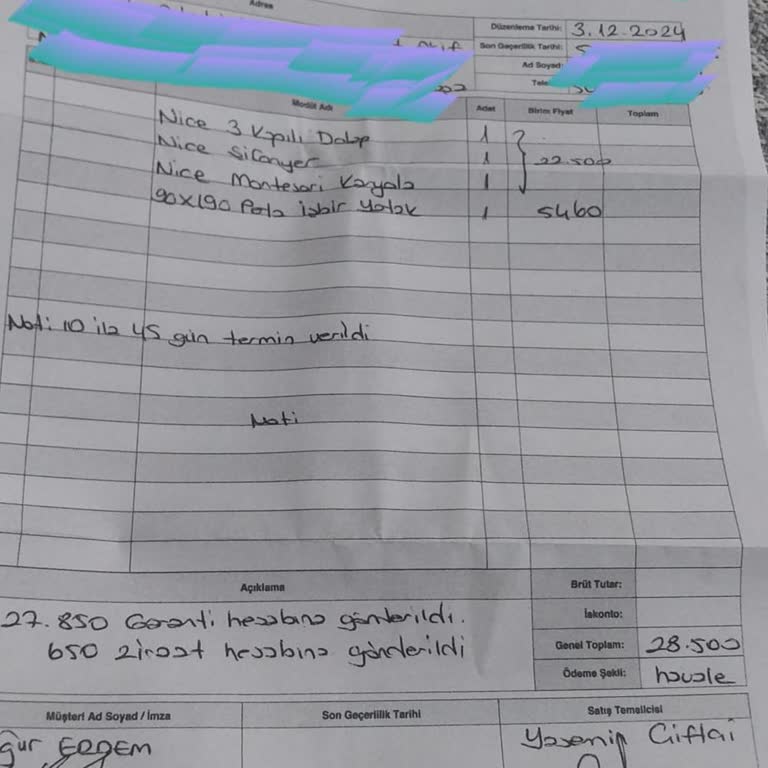 Adres
Düzenleme Tarihi: 3.12.2024
Son Geçerlilik Tarihi:
Ad Soyad:
Modül Adı Adet Birim Fiyat Toplam
Nice 3 Kapılı Dolap 1
Nice Şifonyer 1 22.500
Nice Montesori Karyola 1
90x190 Perla işbir Yatak 1 5460
Not: 10 ila 45 gün termin verildi
Not:
Açıklama Brüt Tutar:
27.850 Garanti hesabına gönderildi. İskonto:
650 ziraat hesabına gönderildi Genel Toplam: 28.500
Ödeme Şekli: havale
Müşteri Ad Soyad / İmza Son Geçerlilik Tarihi Satış Temsilcisi
Yasemin Çiftçi